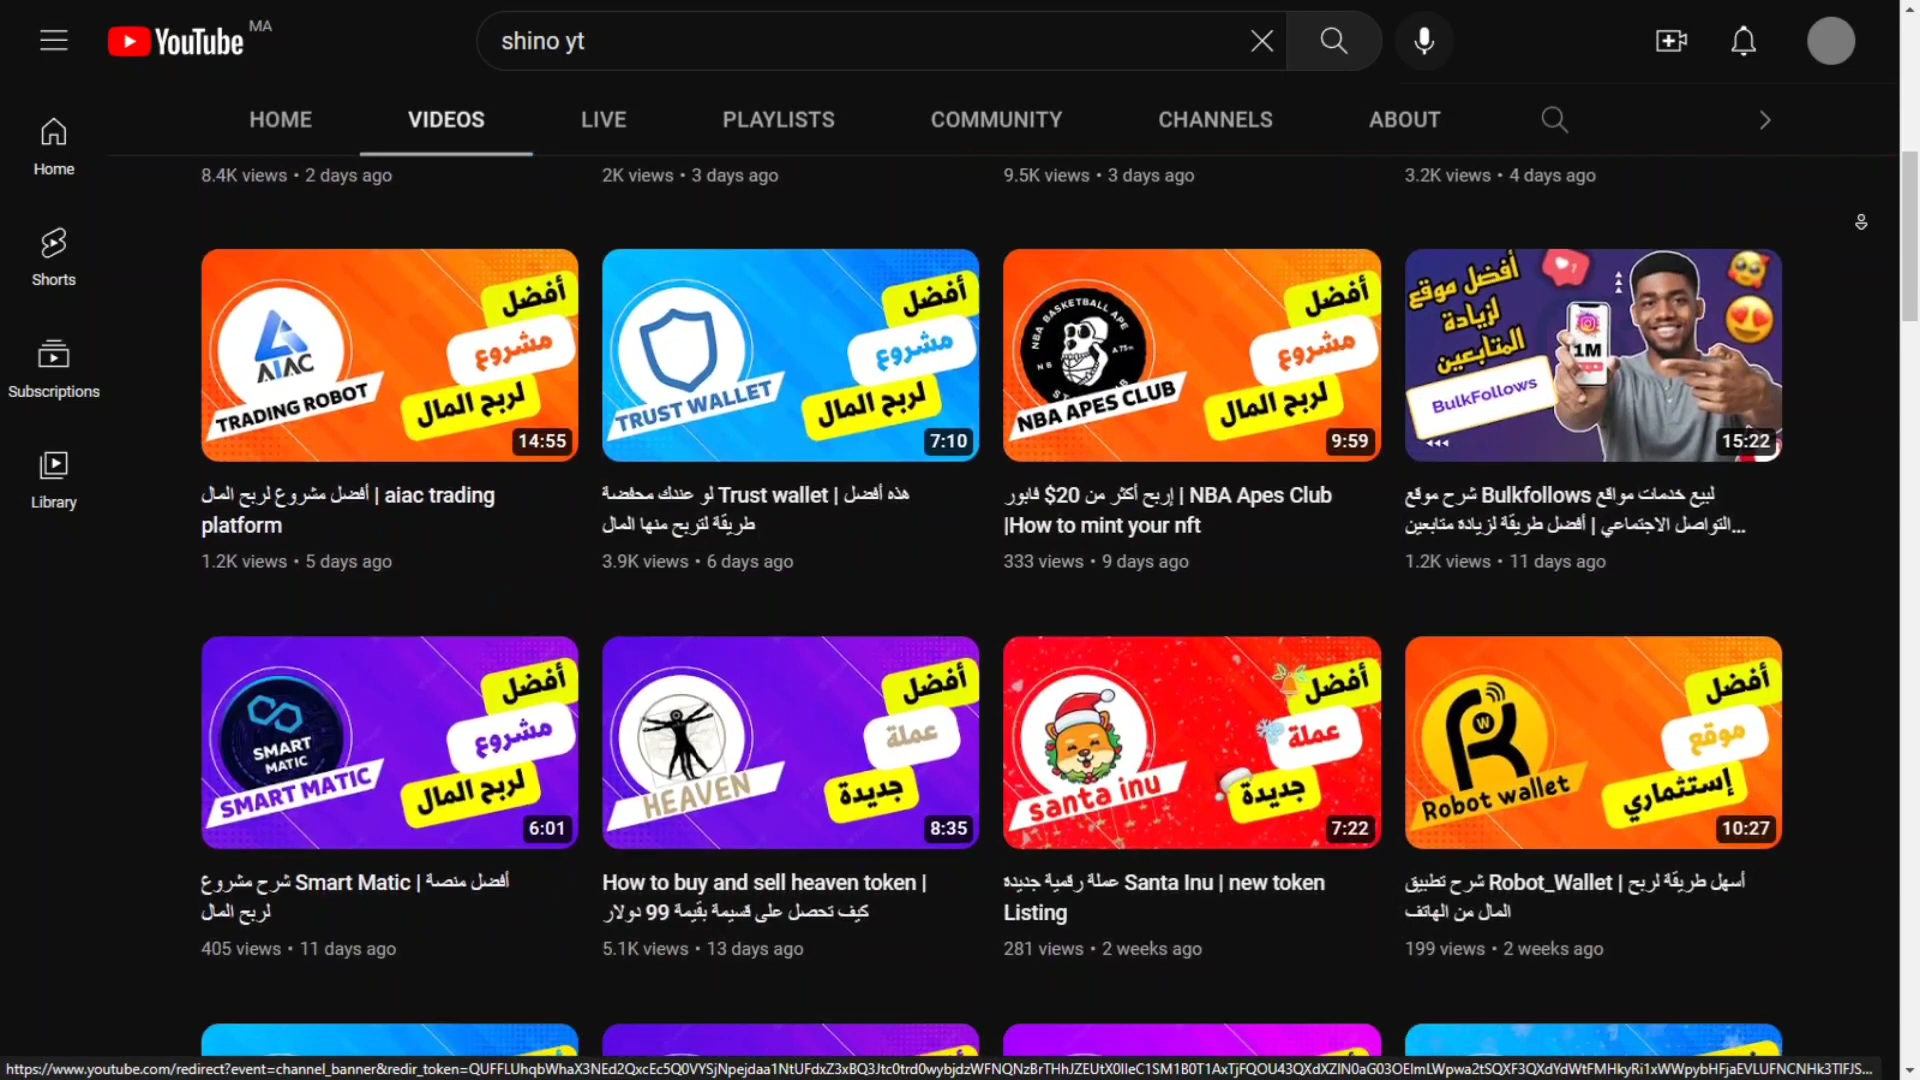 YouTube MA
shino yt
HOME VIDEOS LIVE PLAYLISTS COMMUNITY CHANNELS ABOUT
Home
Shorts
Subscriptions
Library
8.4K views • 2 days ago
2K views • 3 days ago
9.5K views • 3 days ago
3.2K views • 4 days ago
AIAC
TRADING ROBOT
أفضل
مشروع
لربح المال
14:55
TRUST WALLET
أفضل
مشروع
لربح المال
7:10
NBA BASKETBALL APE
NBA APES CLUB
أفضل
مشروع
لربح المال
9:59
أفضل موقع
لزيادة
المتابعين
BulkFollows
1M
1
15:22
أفضل مشروع لربح المال | aiac trading
platform
1.2K views • 5 days ago
لو عندك محفضة Trust wallet | هذه أفضل
طريقة لتربح منها المال
3.9K views • 6 days ago
إربح أكثر من 20$ فابور | NBA Apes Club
|How to mint your nft
333 views • 9 days ago
شرح موقع Bulkfollows لبيع خدمات مواقع
التواصل الاجتماعي | أفضل طريقة لزيادة متابعين...
1.2K views • 11 days ago
SMART
MATIC
SMART MATIC
أفضل
مشروع
لربح المال
6:01
HEAVEN
أفضل
عملة
جديدة
8:35
santa inu
أفضل
عملة
جديدة
7:22
W
Robot wallet
أفضل
موقع
إستثماري
10:27
شرح مشروع Smart Matic | أفضل منصة
لربح المال
405 views • 11 days ago
How to buy and sell heaven token |
كيف تحصل على قسيمة بقيمة 99 دولار
5.1K views • 13 days ago
عملة رقمية جديدة Santa Inu | new token
Listing
281 views • 2 weeks ago
شرح تطبيق Robot_Wallet | أسهل طريقة لربح
المال من الهاتف
199 views • 2 weeks ago